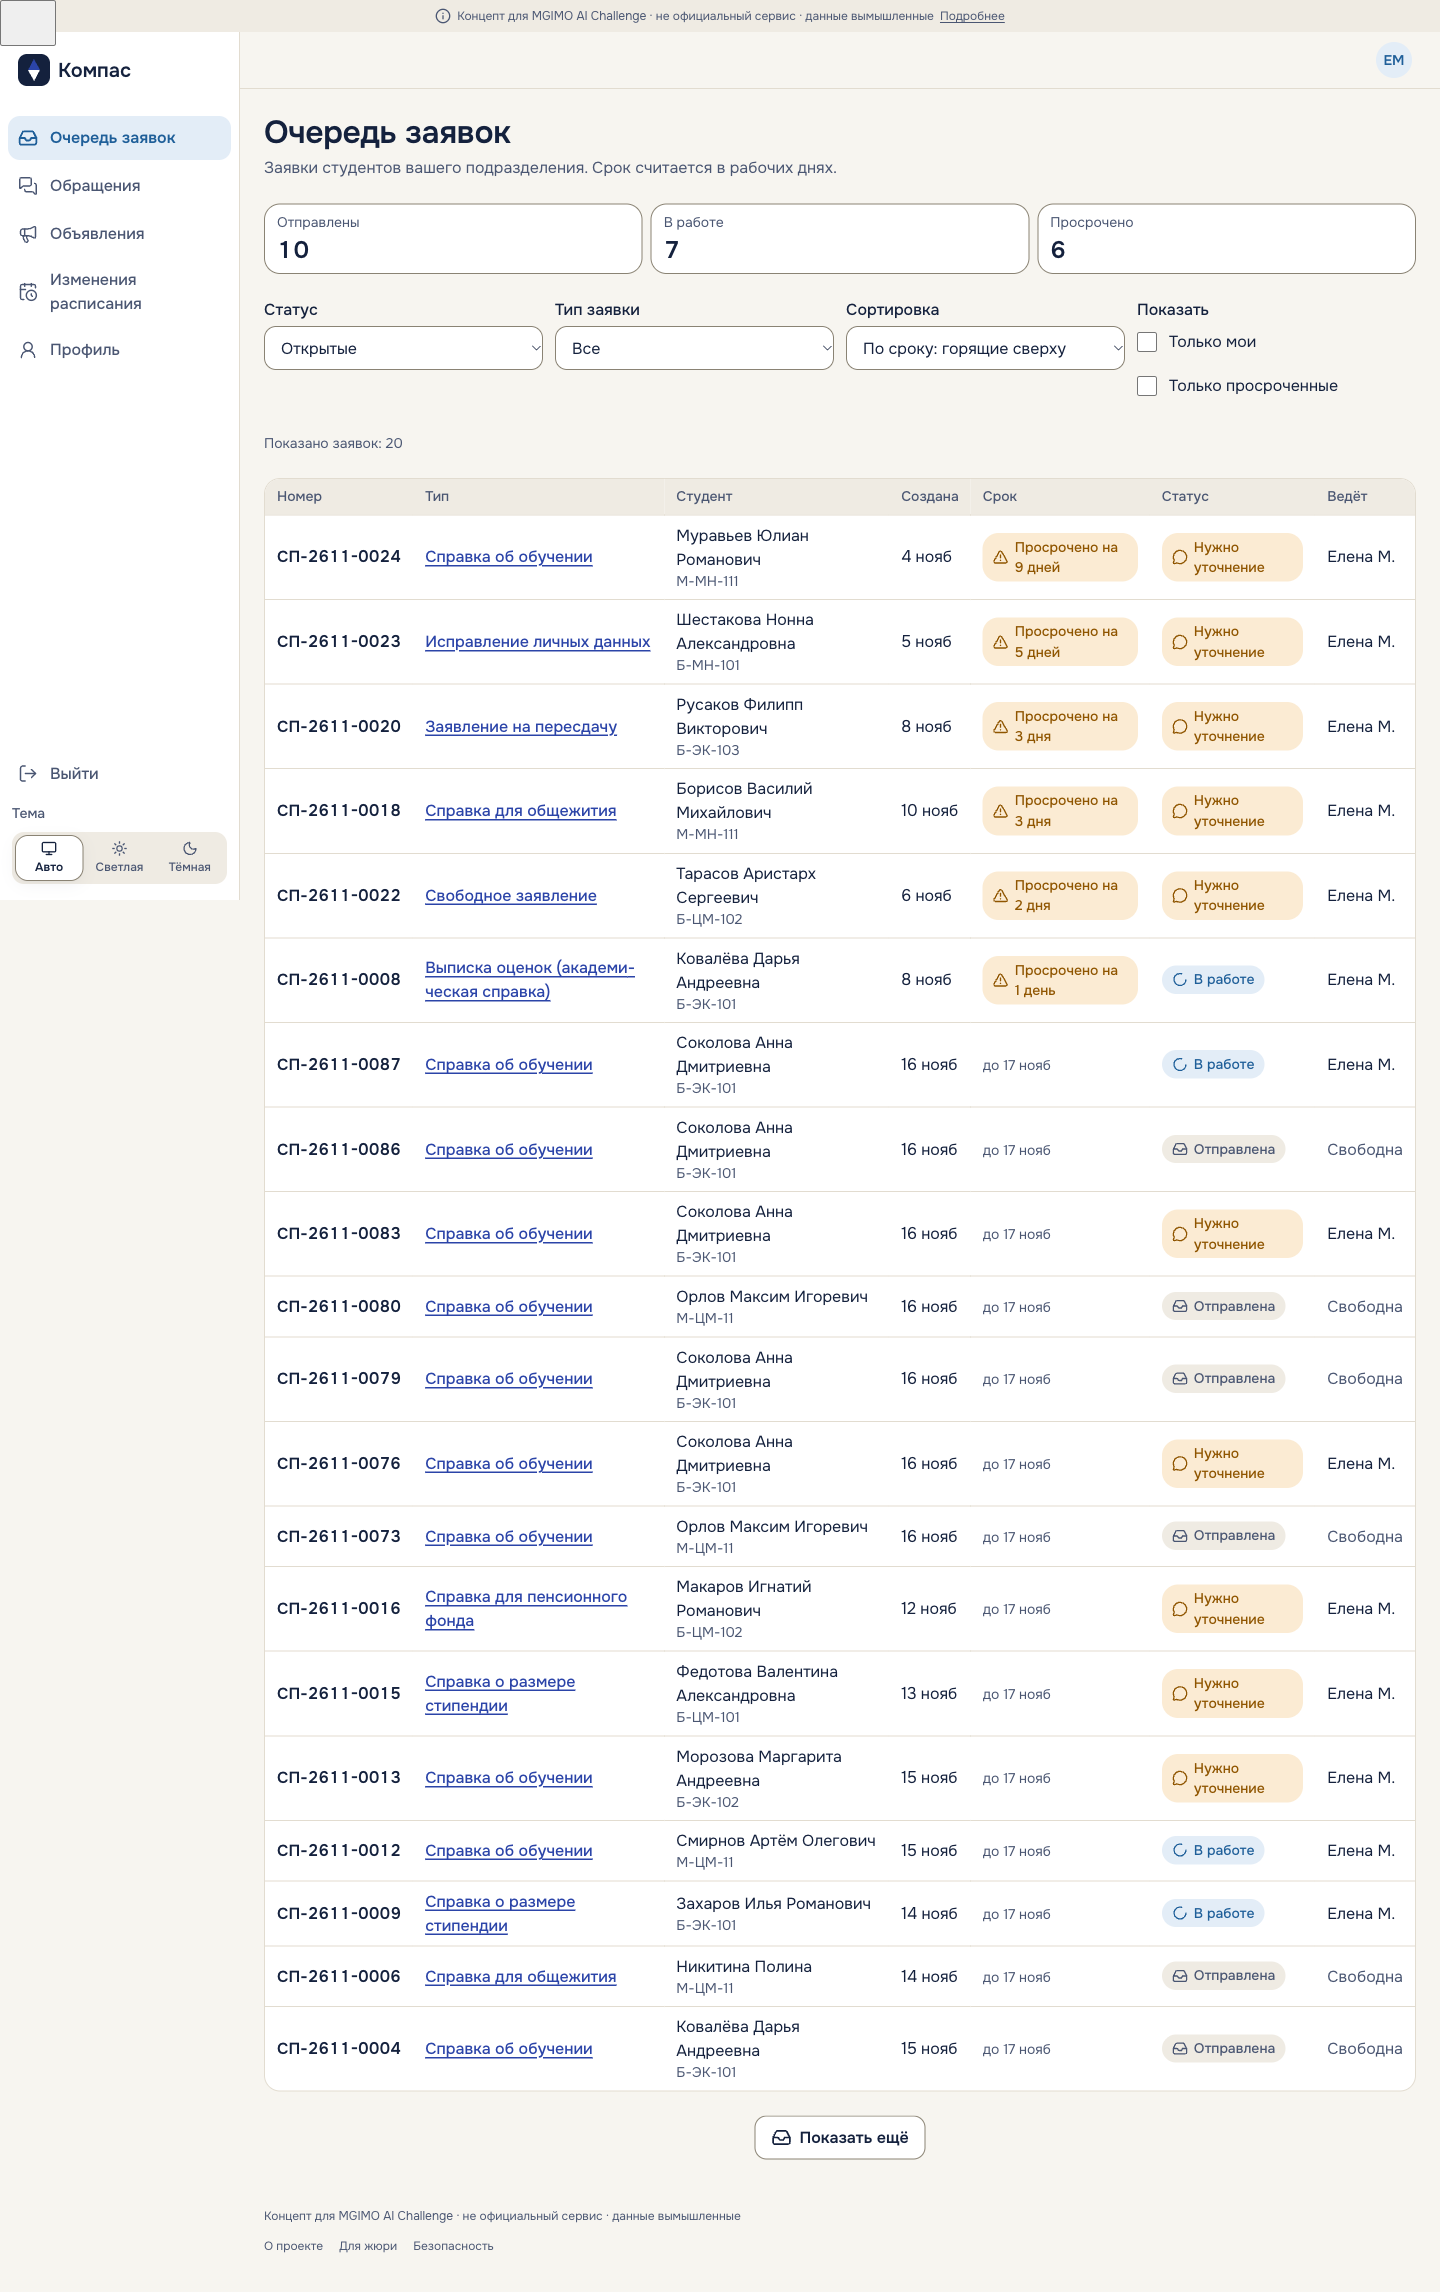 Концепт для MGIMO AI Challenge · не официальный сервис · данные вымышленные Подробнее
Компас
ЕМ
Очередь заявок
Обращения
Объявления
Изменения
расписания
Профиль
Выйти
Тема
Авто Светлая Тёмная
Очередь заявок
Заявки студентов вашего подразделения. Срок считается в рабочих днях.
Отправлены
10
В работе
7
Просрочено
6
Статус
Открытые
Тип заявки
Все
Сортировка
По сроку: горящие сверху
Показать
Только мои
Только просроченные
Показано заявок: 20
Номер Тип Студент Создана Срок Статус Ведёт
СП-2611-0024 Справка об обучении Муравьев Юлиан
Романович
М-МН-111 4 нояб Просрочено на
9 дней Нужно
уточнение Елена М.
СП-2611-0023 Исправление личных данных Шестакова Нонна
Александровна
Б-МН-101 5 нояб Просрочено на
5 дней Нужно
уточнение Елена М.
СП-2611-0020 Заявление на пересдачу Русаков Филипп
Викторович
Б-ЭК-103 8 нояб Просрочено на
3 дня Нужно
уточнение Елена М.
СП-2611-0018 Справка для общежития Борисов Василий
Михайлович
М-МН-111 10 нояб Просрочено на
3 дня Нужно
уточнение Елена М.
СП-2611-0022 Свободное заявление Тарасов Аристарх
Сергеевич
Б-ЦМ-102 6 нояб Просрочено на
2 дня Нужно
уточнение Елена М.
СП-2611-0008 Выписка оценок (академи-
ческая справка) Ковалёва Дарья
Андреевна
Б-ЭК-101 8 нояб Просрочено на
1 день В работе Елена М.
СП-2611-0087 Справка об обучении Соколова Анна
Дмитриевна
Б-ЭК-101 16 нояб до 17 нояб В работе Елена М.
СП-2611-0086 Справка об обучении Соколова Анна
Дмитриевна
Б-ЭК-101 16 нояб до 17 нояб Отправлена Свободна
СП-2611-0083 Справка об обучении Соколова Анна
Дмитриевна
Б-ЭК-101 16 нояб до 17 нояб Нужно
уточнение Елена М.
СП-2611-0080 Справка об обучении Орлов Максим Игоревич
М-ЦМ-11 16 нояб до 17 нояб Отправлена Свободна
СП-2611-0079 Справка об обучении Соколова Анна
Дмитриевна
Б-ЭК-101 16 нояб до 17 нояб Отправлена Свободна
СП-2611-0076 Справка об обучении Соколова Анна
Дмитриевна
Б-ЭК-101 16 нояб до 17 нояб Нужно
уточнение Елена М.
СП-2611-0073 Справка об обучении Орлов Максим Игоревич
М-ЦМ-11 16 нояб до 17 нояб Отправлена Свободна
СП-2611-0016 Справка для пенсионного
фонда Макаров Игнатий
Романович
Б-ЦМ-102 12 нояб до 17 нояб Нужно
уточнение Елена М.
СП-2611-0015 Справка о размере
стипендии Федотова Валентина
Александровна
Б-ЦМ-101 13 нояб до 17 нояб Нужно
уточнение Елена М.
СП-2611-0013 Справка об обучении Морозова Маргарита
Андреевна
Б-ЭК-102 15 нояб до 17 нояб Нужно
уточнение Елена М.
СП-2611-0012 Справка об обучении Смирнов Артём Олегович
М-ЦМ-11 15 нояб до 17 нояб В работе Елена М.
СП-2611-0009 Справка о размере
стипендии Захаров Илья Романович
Б-ЭК-101 14 нояб до 17 нояб В работе Елена М.
СП-2611-0006 Справка для общежития Никитина Полина
М-ЦМ-11 14 нояб до 17 нояб Отправлена Свободна
СП-2611-0004 Справка об обучении Ковалёва Дарья
Андреевна
Б-ЭК-101 15 нояб до 17 нояб Отправлена Свободна
Показать ещё
Концепт для MGIMO AI Challenge · не официальный сервис · данные вымышленные
О проекте Для жюри Безопасность